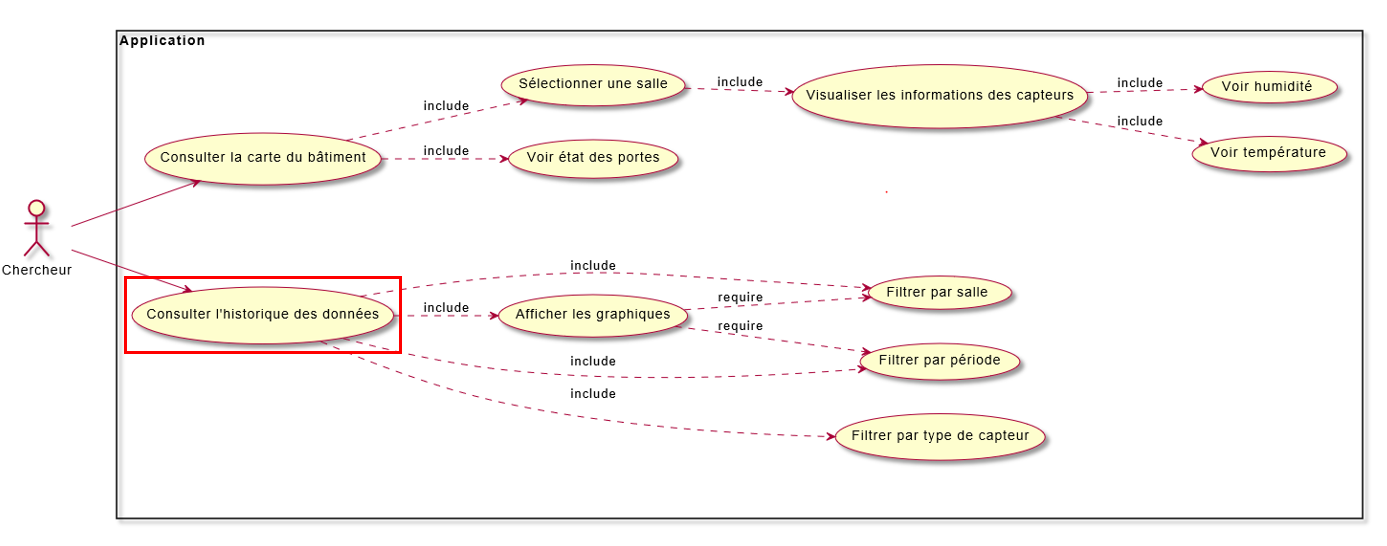 Application
Sélectionner une salle
include
Visualiser les informations des capteurs
include
Voir humidité
include
include
Voir température
Consulter la carte du bâtiment
include
Voir état des portes
Chercheur
include
Filtrer par salle
Consulter l'historique des données
include
Afficher les graphiques
require
require
Filtrer par période
include
include
Filtrer par type de capteur